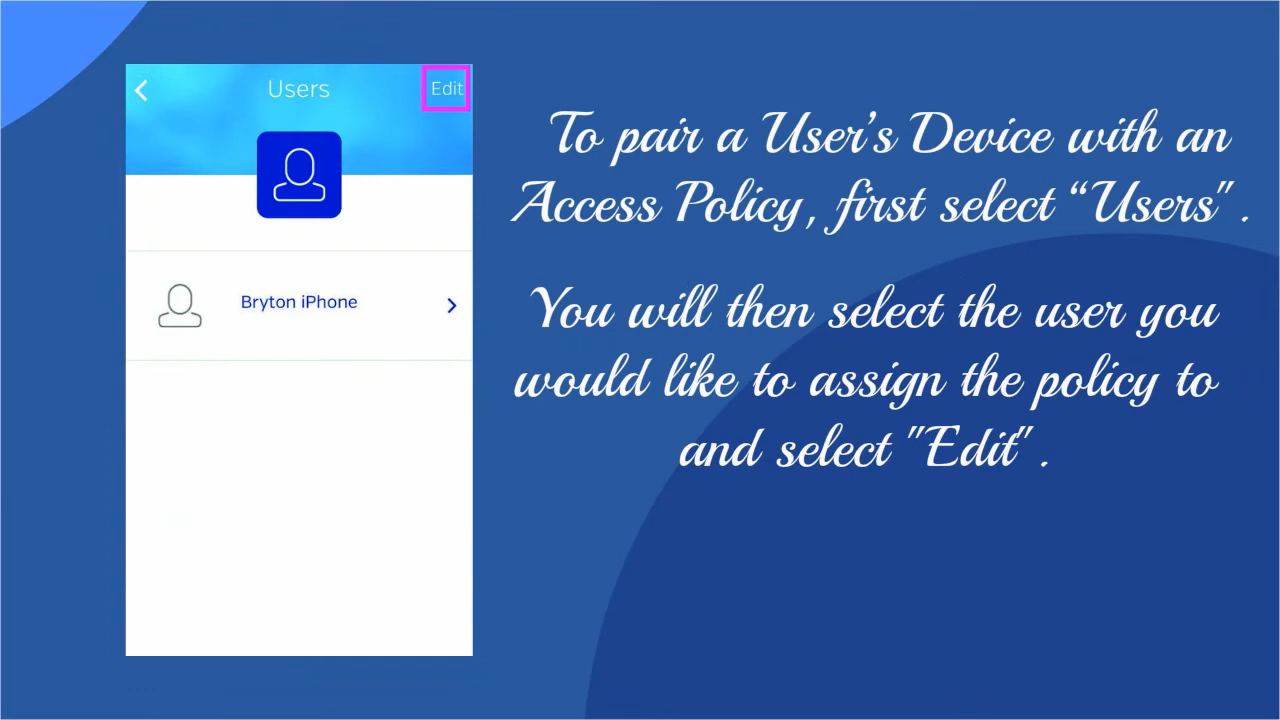 Users
Edit
Bryton iPhone
To pair a User's Device with an
Access Policy, first select “Users".
You will then select the user you
would like to assign the policy to
and select "Edit".